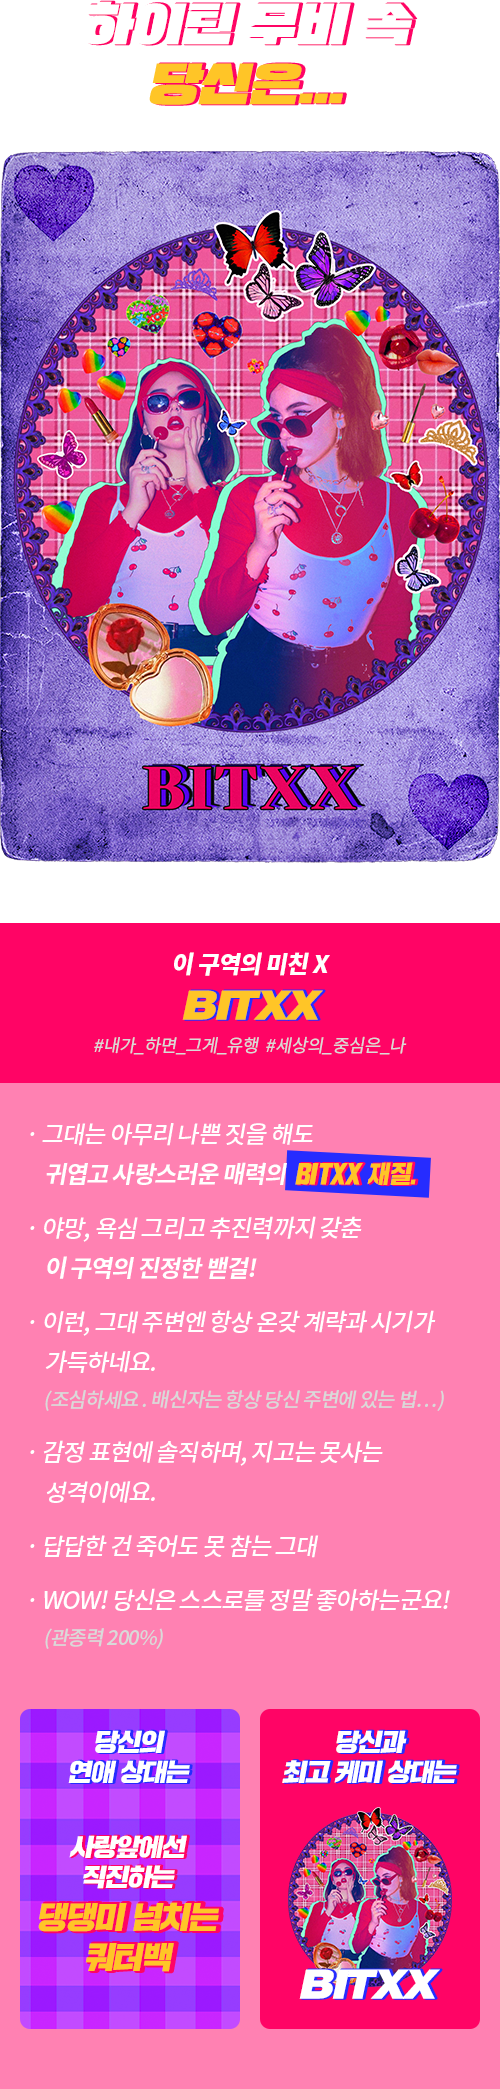 하이틴 무비 속
당신은...
BITXX
이 구역의 미친 X
BITXX
#내가_하면_그게_유행 #세상의_중심은_나
· 그대는 아무리 나쁜 짓을 해도
귀엽고 사랑스러운 매력의 BITXX 재질.
· 야망, 욕심 그리고 추진력까지 갖춘
이 구역의 진정한 밷걸!
· 이런, 그대 주변엔 항상 온갖 계략과 시기가
가득하네요.
(조심하세요. 배신자는 항상 당신 주변에 있는 법...)
· 감정 표현에 솔직하며, 지고는 못사는
성격이에요.
· 답답한 건 죽어도 못 참는 그대
· WOW! 당신은 스스로를 정말 좋아하는군요!
(관종력 200%)
당신의
연애 상대는
사랑앞에선
직진하는
댕댕미 넘치는
쿼터백
당신과
최고 케미 상대는
BITXX